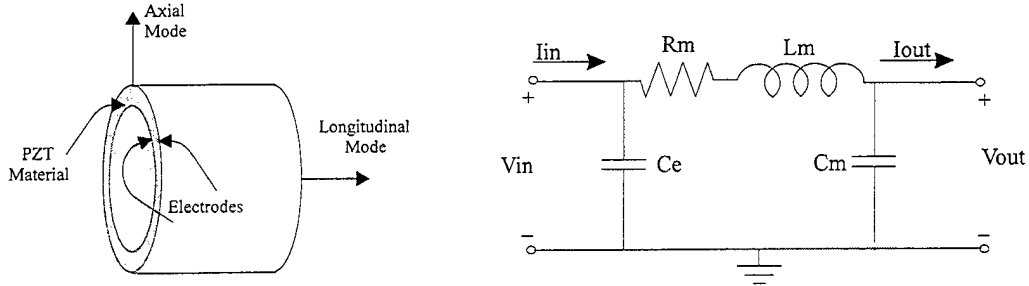 Axial
Mode
Longitudinal
Mode
PZT
Material
Electrodes
Iin
Rm
Lm
Iout
+
+
Vin
Ce
Cm
Vout
−
−